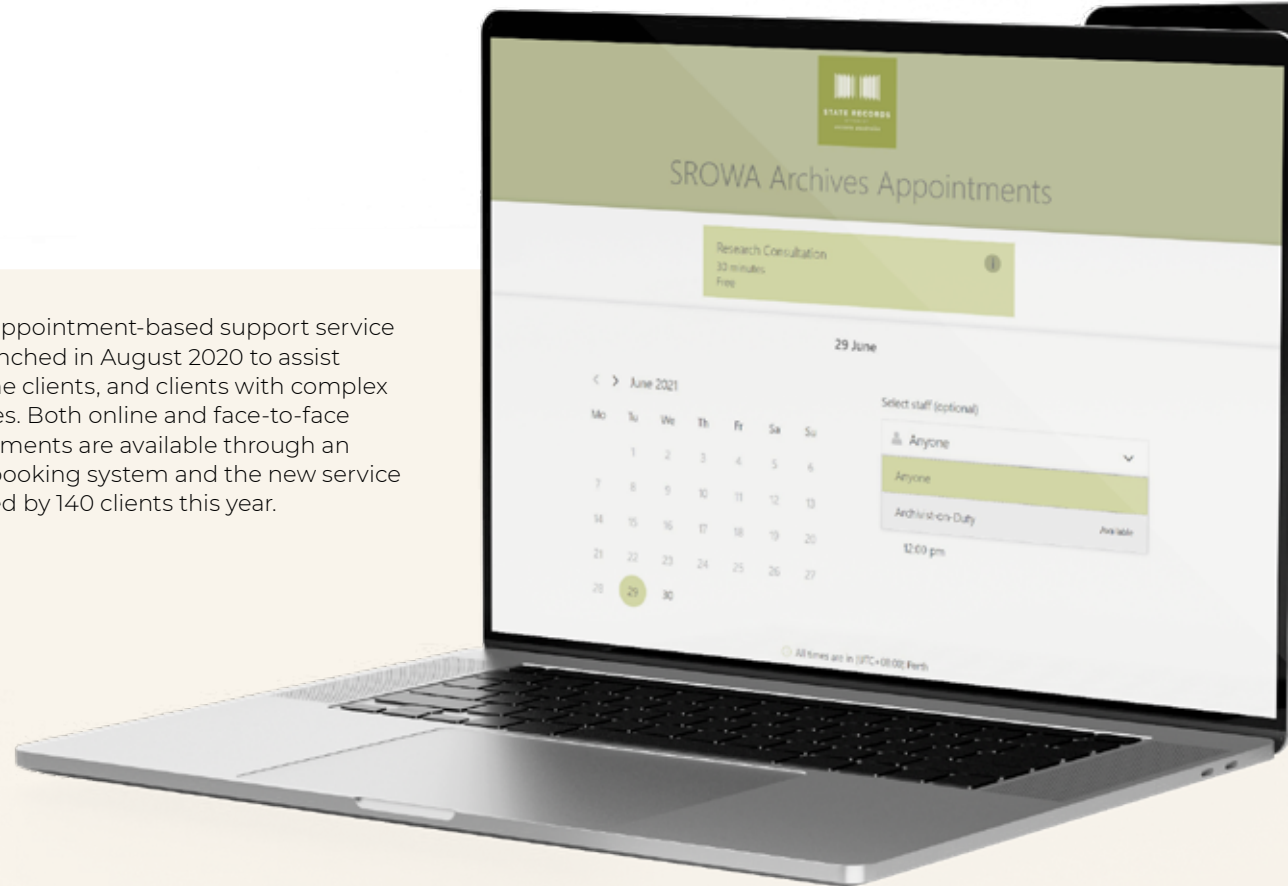 appointment-based support service
nched in August 2020 to assist
e clients, and clients with complex
es. Both online and face-to-face
ments are available through an
booking system and the new service
ed by 140 clients this year.
STATE RECORDS
SROWA Archives Appointments
Research Consultation
30 minutes
Free
29 June
June 2021
Mo Tu We Th Fr Sa Su
1 2 3 4 5 6
7 8 9 10 11 12 13
14 15 16 17 18 19 20
21 22 23 24 25 26 27
28 29 30
Select staff (optional)
Anyone
Anyone
Archivist-on-Duty Available
12:00 pm
All times are in (UTC+08:00) Perth